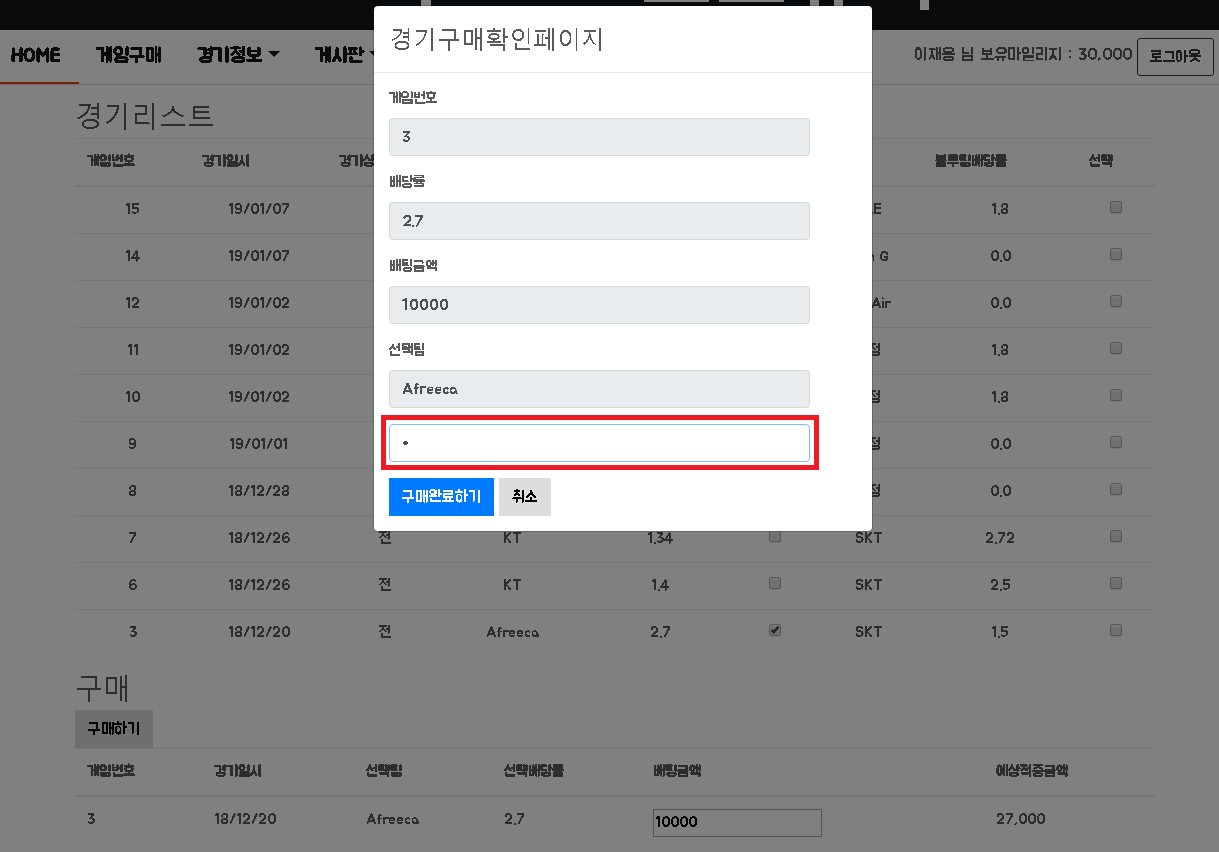 HOME 게임구매 경기정보 게시판 이재용 님 보유마일리지 : 30,000 로그아웃
경기구매확인페이지
게임번호
3
배당률
2.7
배팅금액
10000
선택팀
Afreeca
•
구매완료하기 취소
경기리스트
게임번호 경기일시 경기상 블루팀배당률 선택
15 19/01/07 1.8
14 19/01/07 G 0.0
12 19/01/02 Air 0.0
11 19/01/02 정 1.8
10 19/01/02 정 1.8
9 19/01/01 정 0.0
8 18/12/28 정 0.0
7 18/12/26 전 KT 1.34 SKT 2.72
6 18/12/26 전 KT 1.4 SKT 2.5
3 18/12/20 전 Afreeca 2.7 SKT 1.5
구매
구매하기
게임번호 경기일시 선택팀 선택배당률 배팅금액 예상적중금액
3 18/12/20 Afreeca 2.7 10000 27,000